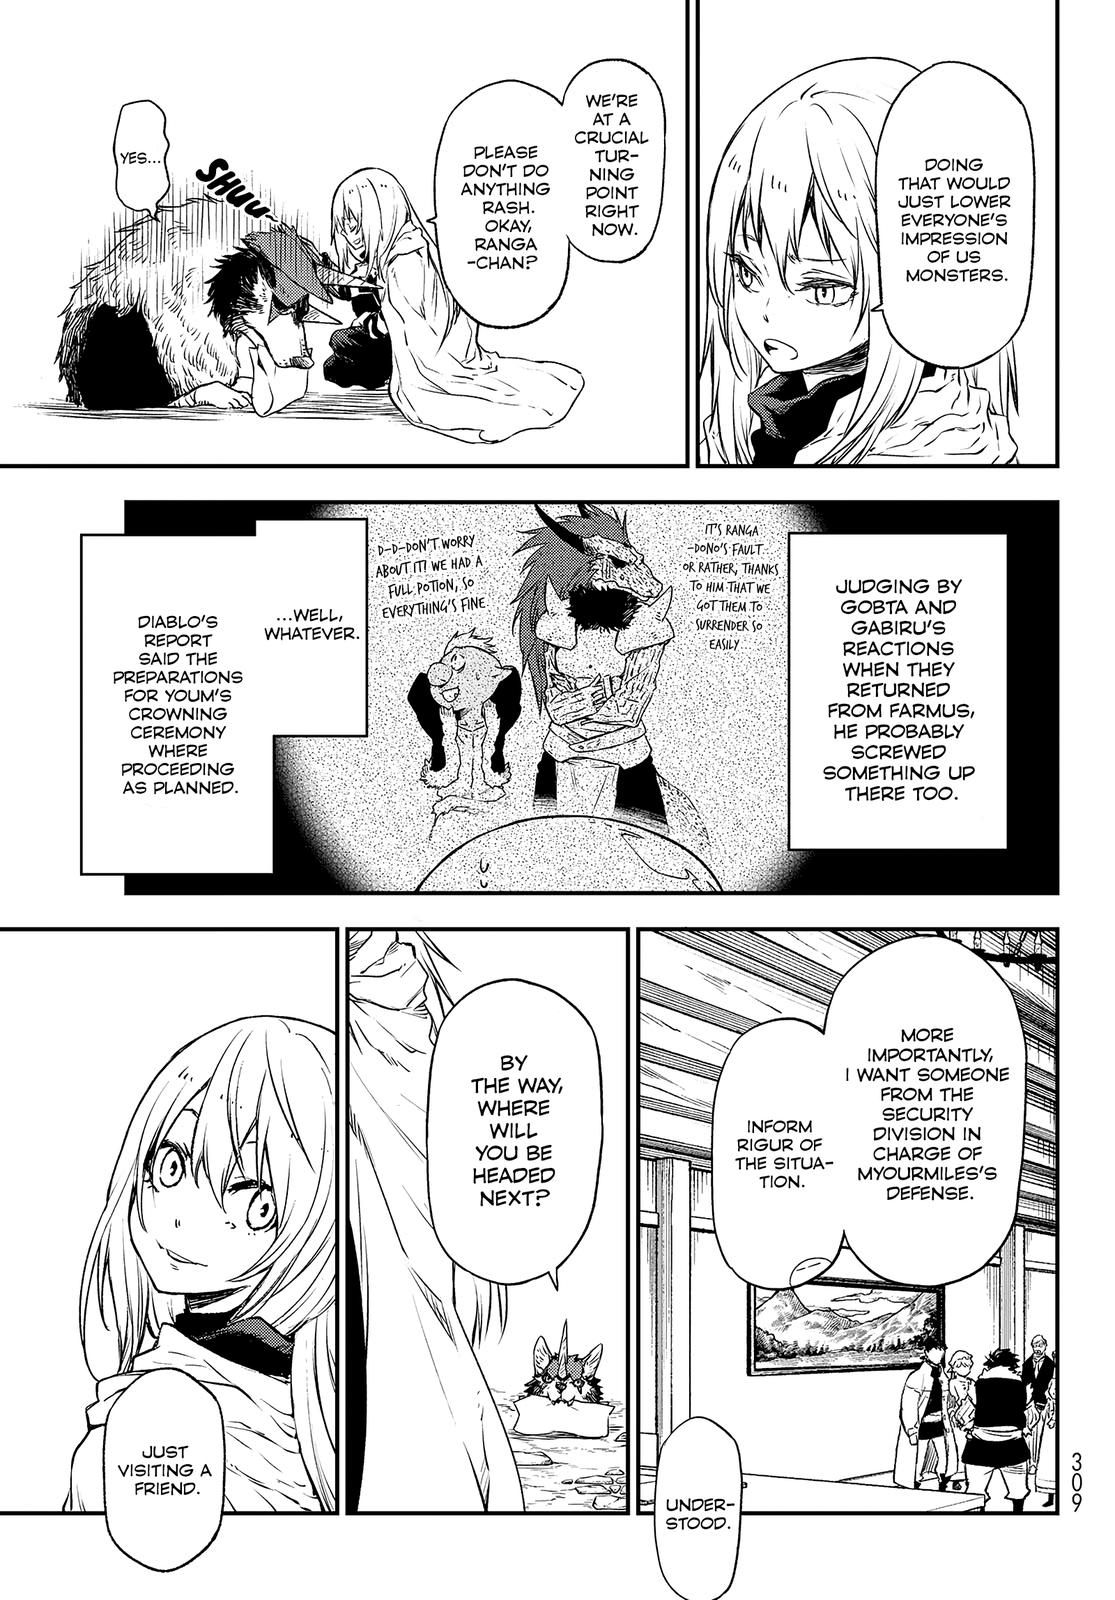 DOING
THAT WOULD
JUST LOWER
EVERYONE'S
IMPRESSION
OF US
MONSTERS.
WE'RE
AT A
CRUCIAL
TUR-
NING
POINT
RIGHT
NOW.
PLEASE
DON'T DO
ANYTHING
RASH.
OKAY,
RANGA
-CHAN?
SHUU-
YES...
JUDGING BY
GOBTA AND
GABIRU'S
REACTIONS
WHEN THEY
RETURNED
FROM FARMUS,
HE PROBABLY
SCREWED
SOMETHING UP
THERE TOO.
IT'S RANGA
-DONO'S FAULT
OR RATHER, THANKS
TO HIM THAT WE
GOT THEM TO
SURRENDER SO
EASILY...
D-D-DON'T WORRY
ABOUT IT! WE HAD A
FULL POTION, SO
EVERYTHING'S FINE.
...WELL,
WHATEVER.
DIABLO'S
REPORT
SAID THE
PREPARATIONS
FOR YOUM'S
CROWNING
CEREMONY
WHERE
PROCEEDING
AS PLANNED.
MORE
IMPORTANTLY,
I WANT SOMEONE
FROM THE
SECURITY
DIVISION IN
CHARGE OF
MYOURMILES'S
DEFENSE.
INFORM
RIGUR OF
THE SITUA-
TION.
UNDER-
STOOD.
BY
THE WAY,
WHERE
WILL
YOU BE
HEADED
NEXT?
JUST
VISITING A
FRIEND.
309